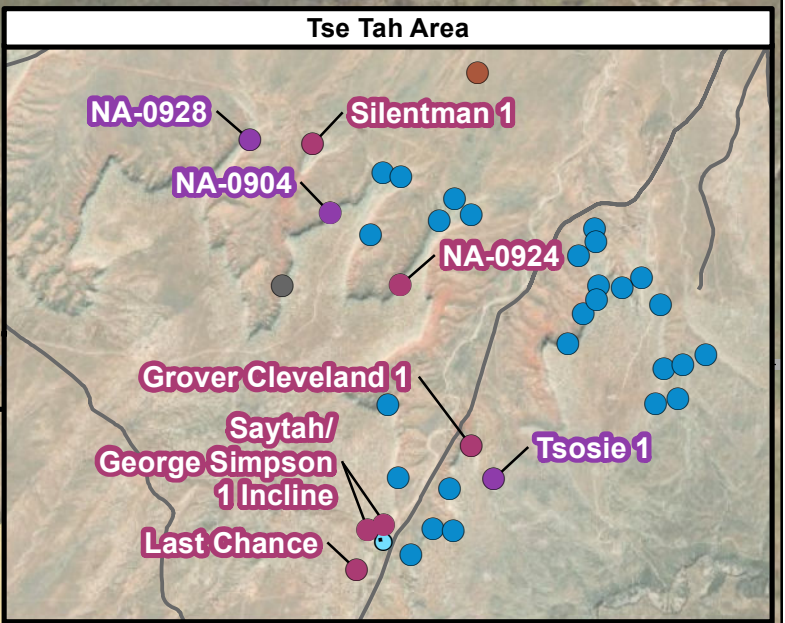 Tse Tah Area
NA-0928
Silentman 1
NA-0904
NA-0924
Grover Cleveland 1
Saytah/
George Simpson
1 Incline
Tsosie 1
Last Chance